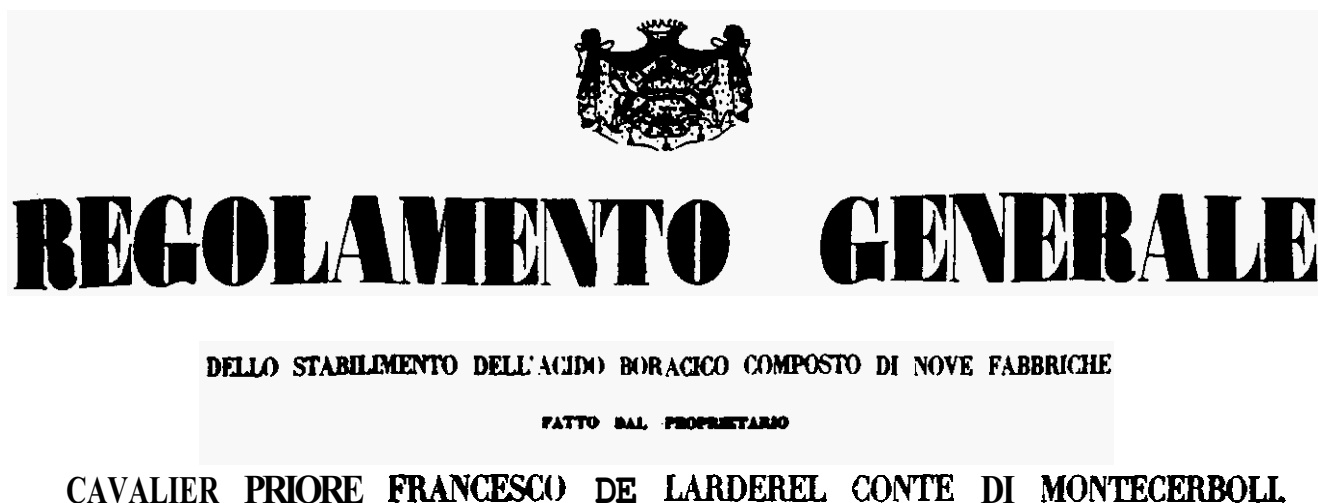 REGOLAMENTO GENERALE
DELLO STABILIMENTO DELL'ACIDO BORACICO COMPOSTO DI NOVE FABBRICHE
FATTO DAL PROPRIETARIO
CAVALIER PRIORE FRANCESCO DE LARDEREL CONTE DI MONTECERBOLI,